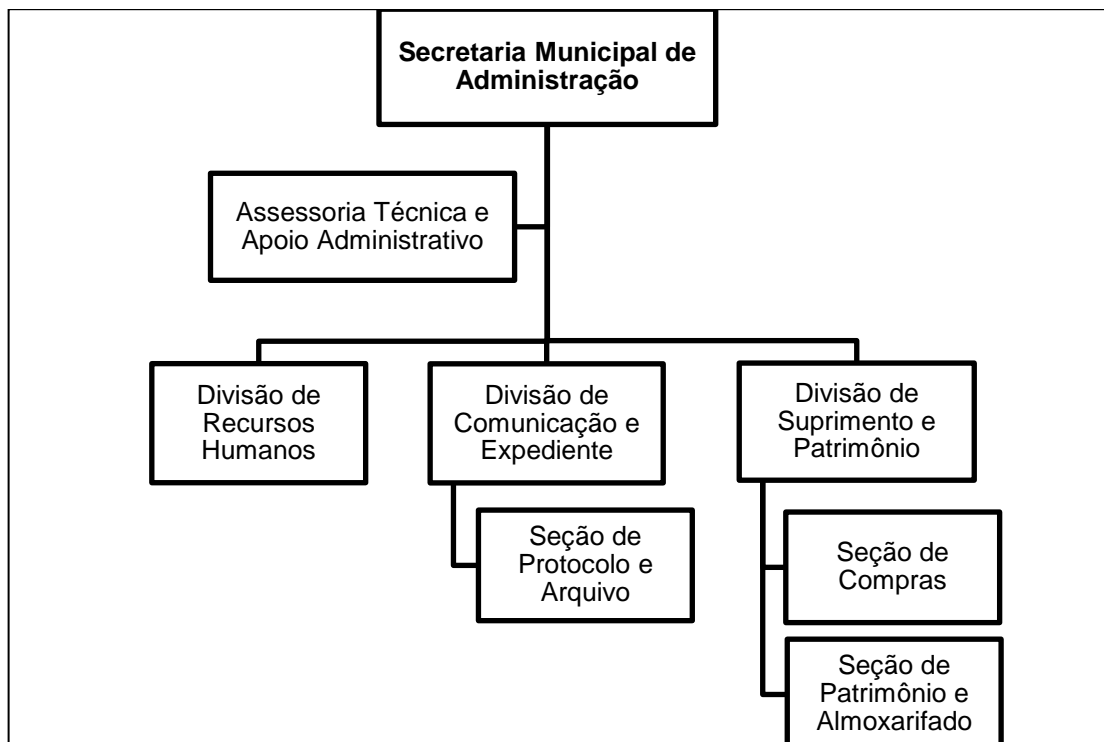 Secretaria Municipal de
Administração
Assessoria Técnica e
Apoio Administrativo
Divisão de
Recursos
Humanos
Divisão de
Comunicação e
Expediente
Seção de
Protocolo e
Arquivo
Divisão de
Suprimento e
Patrimônio
Seção de
Compras
Seção de
Patrimônio e
Almoxarifado